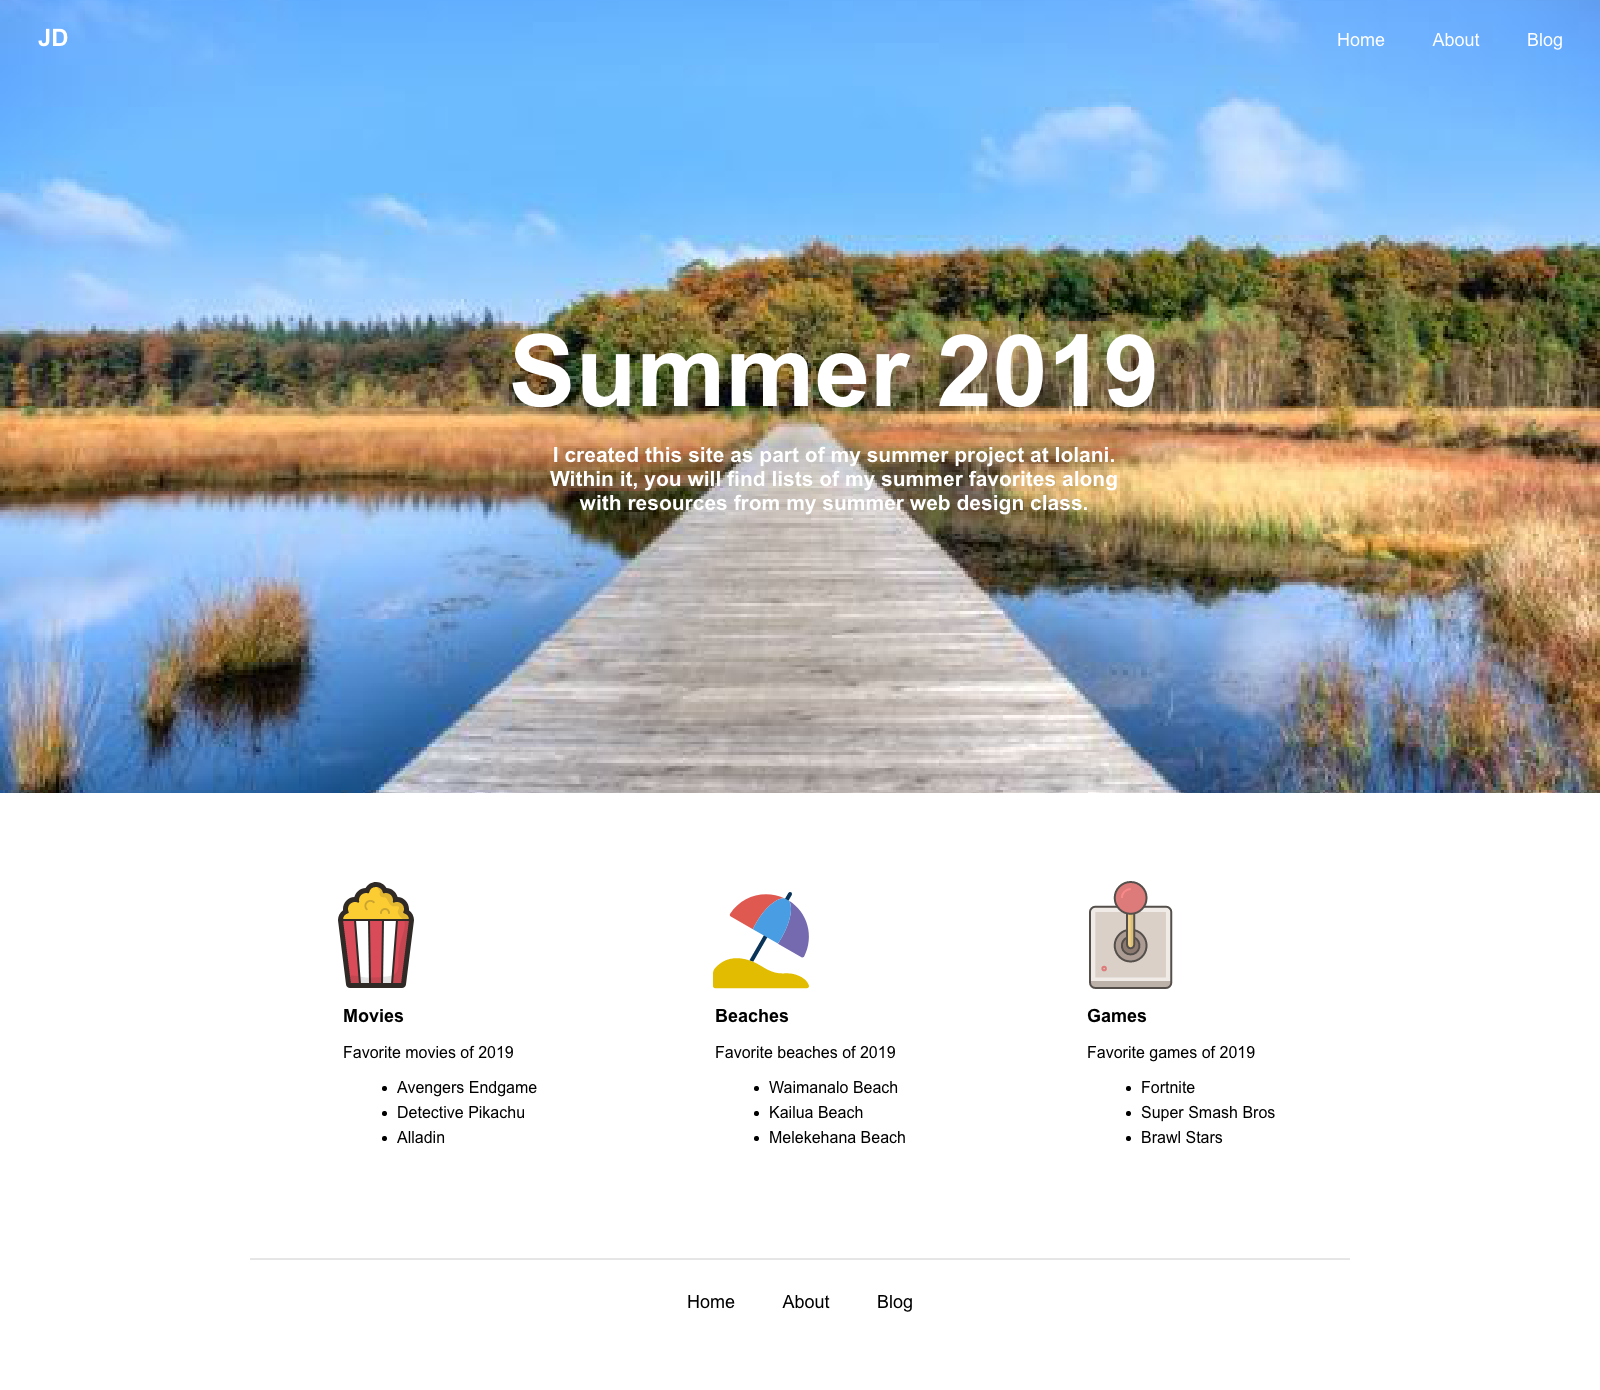 JD
Home About Blog
Summer 2019
I created this site as part of my summer project at Iolani.
Within it, you will find lists of my summer favorites along
with resources from my summer web design class.
Movies
Favorite movies of 2019
Avengers Endgame
Detective Pikachu
Alladin
Beaches
Favorite beaches of 2019
Waimanalo Beach
Kailua Beach
Melekehana Beach
Games
Favorite games of 2019
Fortnite
Super Smash Bros
Brawl Stars
Home About Blog